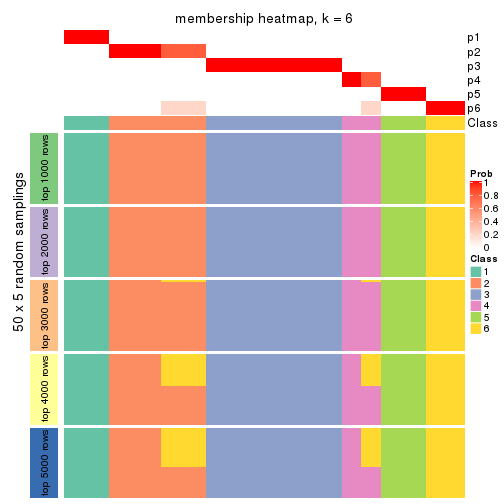 membership heatmap, k = 6
p1
p2
p3
p4
p5
p6
Class
50 x 5 random samplings
top 1000 rows
top 2000 rows
top 3000 rows
top 4000 rows
top 5000 rows
Prob
1
0.8
0.6
0.4
0.2
0
Class
1
2
3
4
5
6